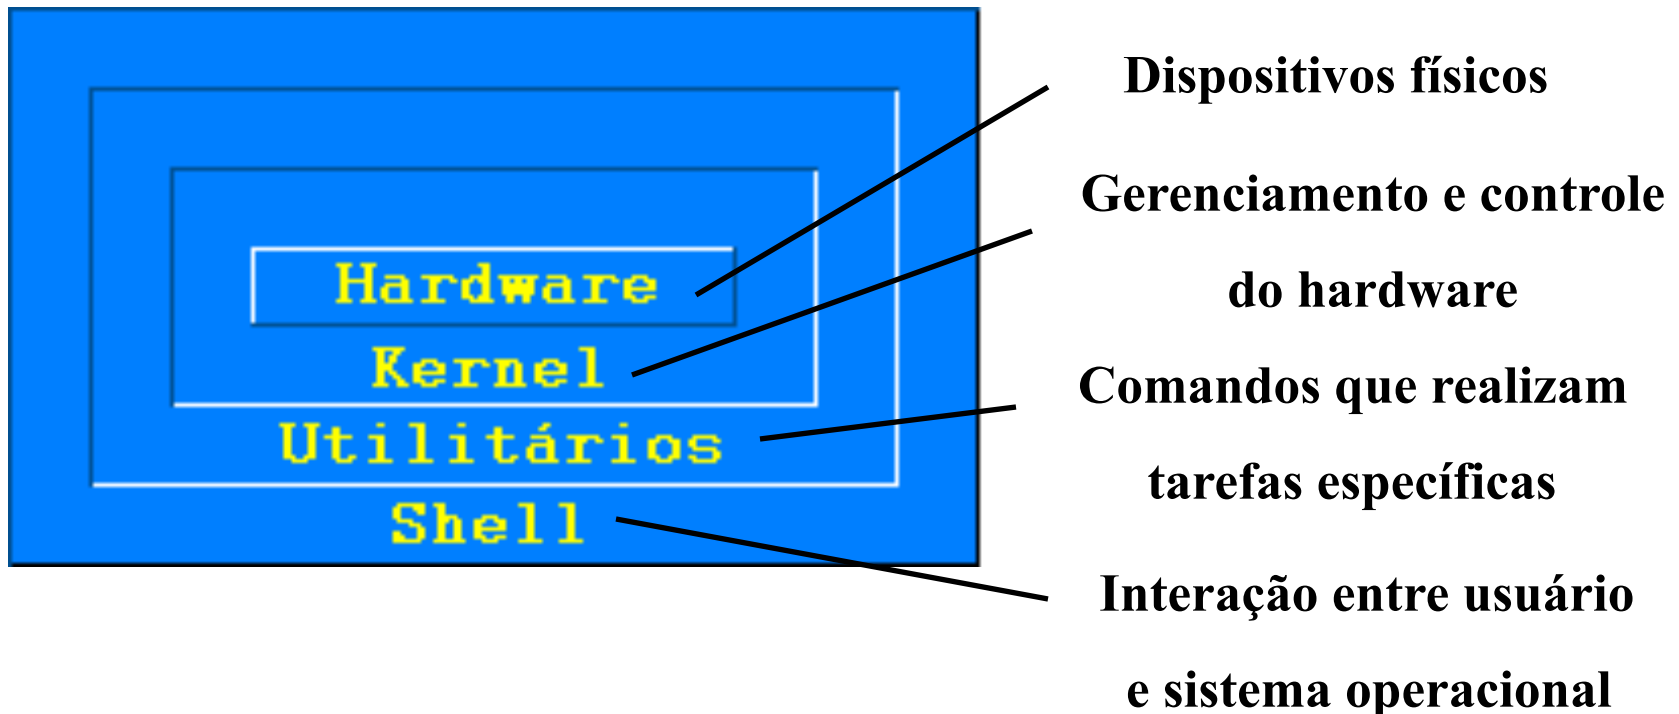 Hardware
Kernel
Utilitários
Shell
Dispositivos físicos
Gerenciamento e controle
do hardware
Comandos que realizam
tarefas específicas
Interação entre usuário
e sistema operacional